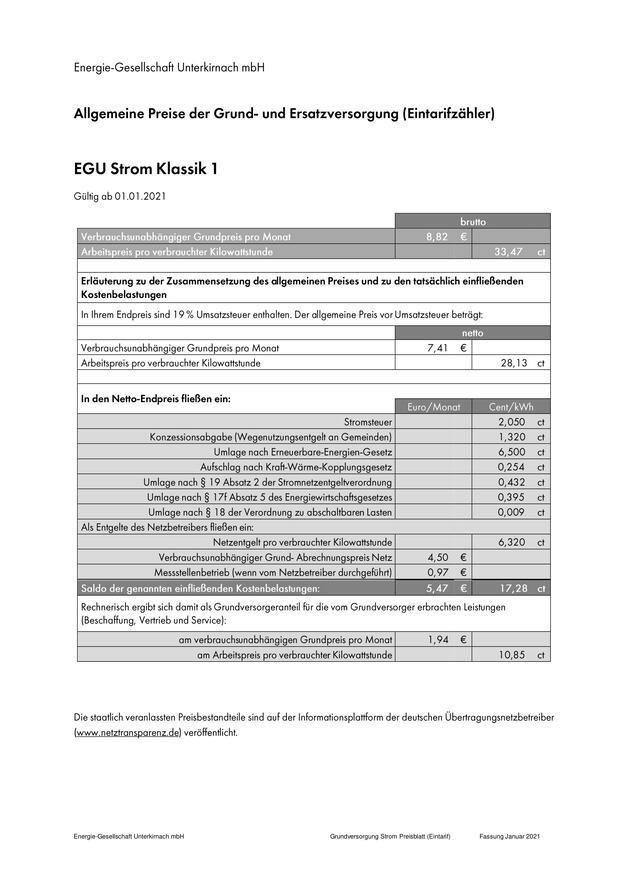 Energie-Gesellschaft Unterkirnach mbH
Allgemeine Preise der Grund- und Ersatzversorgung (Eintarifzähler)
EGU Strom Klassik 1
Gültig ab 01.01.2021
brutto
Verbrauchsunabhängiger Grundpreis pro Monat 8,82 €
Arbeitspreis pro verbrauchter Kilowattstunde 33,47 ct
Erläuterung zu der Zusammensetzung des allgemeinen Preises und zu den tatsächlich einfließenden
Kostenbelastungen
In Ihrem Endpreis sind 19 % Umsatzsteuer enthalten. Der allgemeine Preis vor Umsatzsteuer beträgt:
netto
Verbrauchsunabhängiger Grundpreis pro Monat 7,41 €
Arbeitspreis pro verbrauchter Kilowattstunde 28,13 ct
In den Netto-Endpreis fließen ein:
Euro/Monat Cent/kWh
Stromsteuer 2,050 ct
Konzessionsabgabe (Wegenutzungsentgelt an Gemeinden) 1,320 ct
Umlage nach Erneuerbare-Energien-Gesetz 6,500 ct
Aufschlag nach Kraft-Wärme-Kopplungsgesetz 0,254 ct
Umlage nach § 19 Absatz 2 der Stromnetzentgeltverordnung 0,432 ct
Umlage nach § 17f Absatz 5 des Energiewirtschaftsgesetzes 0,395 ct
Umlage nach § 18 der Verordnung zu abschaltbaren Lasten 0,009 ct
Als Entgelte des Netzbetreibers fließen ein:
Netzentgelt pro verbrauchter Kilowattstunde 6,320 ct
Verbrauchsunabhängiger Grund- Abrechnungspreis Netz 4,50 €
Messstellenbetrieb (wenn vom Netzbetreiber durchgeführt) 0,97 €
Saldo der genannten einfließenden Kostenbelastungen: 5,47 € 17,28 ct
Rechnerisch ergibt sich damit als Grundversorgeranteil für die vom Grundversorger erbrachten Leistungen
(Beschaffung, Vertrieb und Service):
am verbrauchsunabhängigen Grundpreis pro Monat 1,94 €
am Arbeitspreis pro verbrauchter Kilowattstunde 10,85 ct
Die staatlich veranlassten Preisbestandteile sind auf der Informationsplattform der deutschen Übertragungsnetzbetreiber
(www.netztransparenz.de) veröffentlicht.
Energie-Gesellschaft Unterkirnach mbH Grundversorgung Strom Preisblatt (Eintarif) Fassung Januar 2021